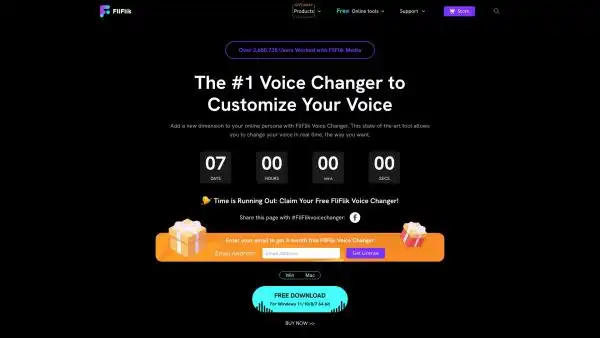 FliFlik
GIVEAWAY
Products
Free Online tools
Support
Store
Over 2,680,735 Users Worked with FliFlik Media
The #1 Voice Changer to
Customize Your Voice
Add a new dimension to your online persona with FliFlik Voice Changer. This state-of-the-art tool allows
you to change your voice in real time, the way you want.
07 00 00 00
DAYS HOURS MINS SECS
Time is Running Out: Claim Your Free FliFlik Voice Changer!
Share this page with #FliFlikvoicechanger:
Enter your email to get 1 month free FliFlik Voice Changer
Email Address:
Email Address
Get License
Win Mac
FREE DOWNLOAD
For Windows 11/10/8/7 64 bit
BUY NOW >>